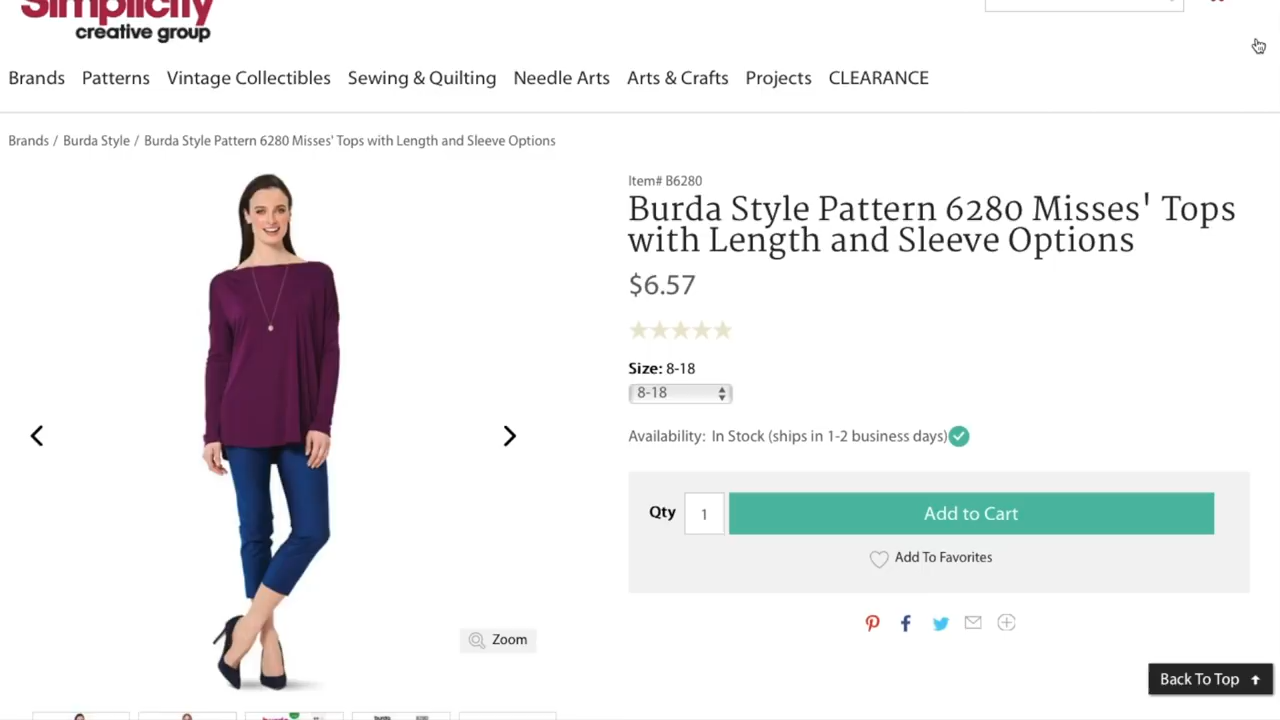 Simplicity
creative group
Brands Patterns Vintage Collectibles Sewing & Quilting Needle Arts Arts & Crafts Projects CLEARANCE
Brands / Burda Style / Burda Style Pattern 6280 Misses' Tops with Length and Sleeve Options
Item# B6280
Burda Style Pattern 6280 Misses' Tops
with Length and Sleeve Options
$6.57
Size: 8-18
8-18
Availability: In Stock (ships in 1-2 business days)
Qty 1 Add to Cart
Add To Favorites
Zoom
Back To Top